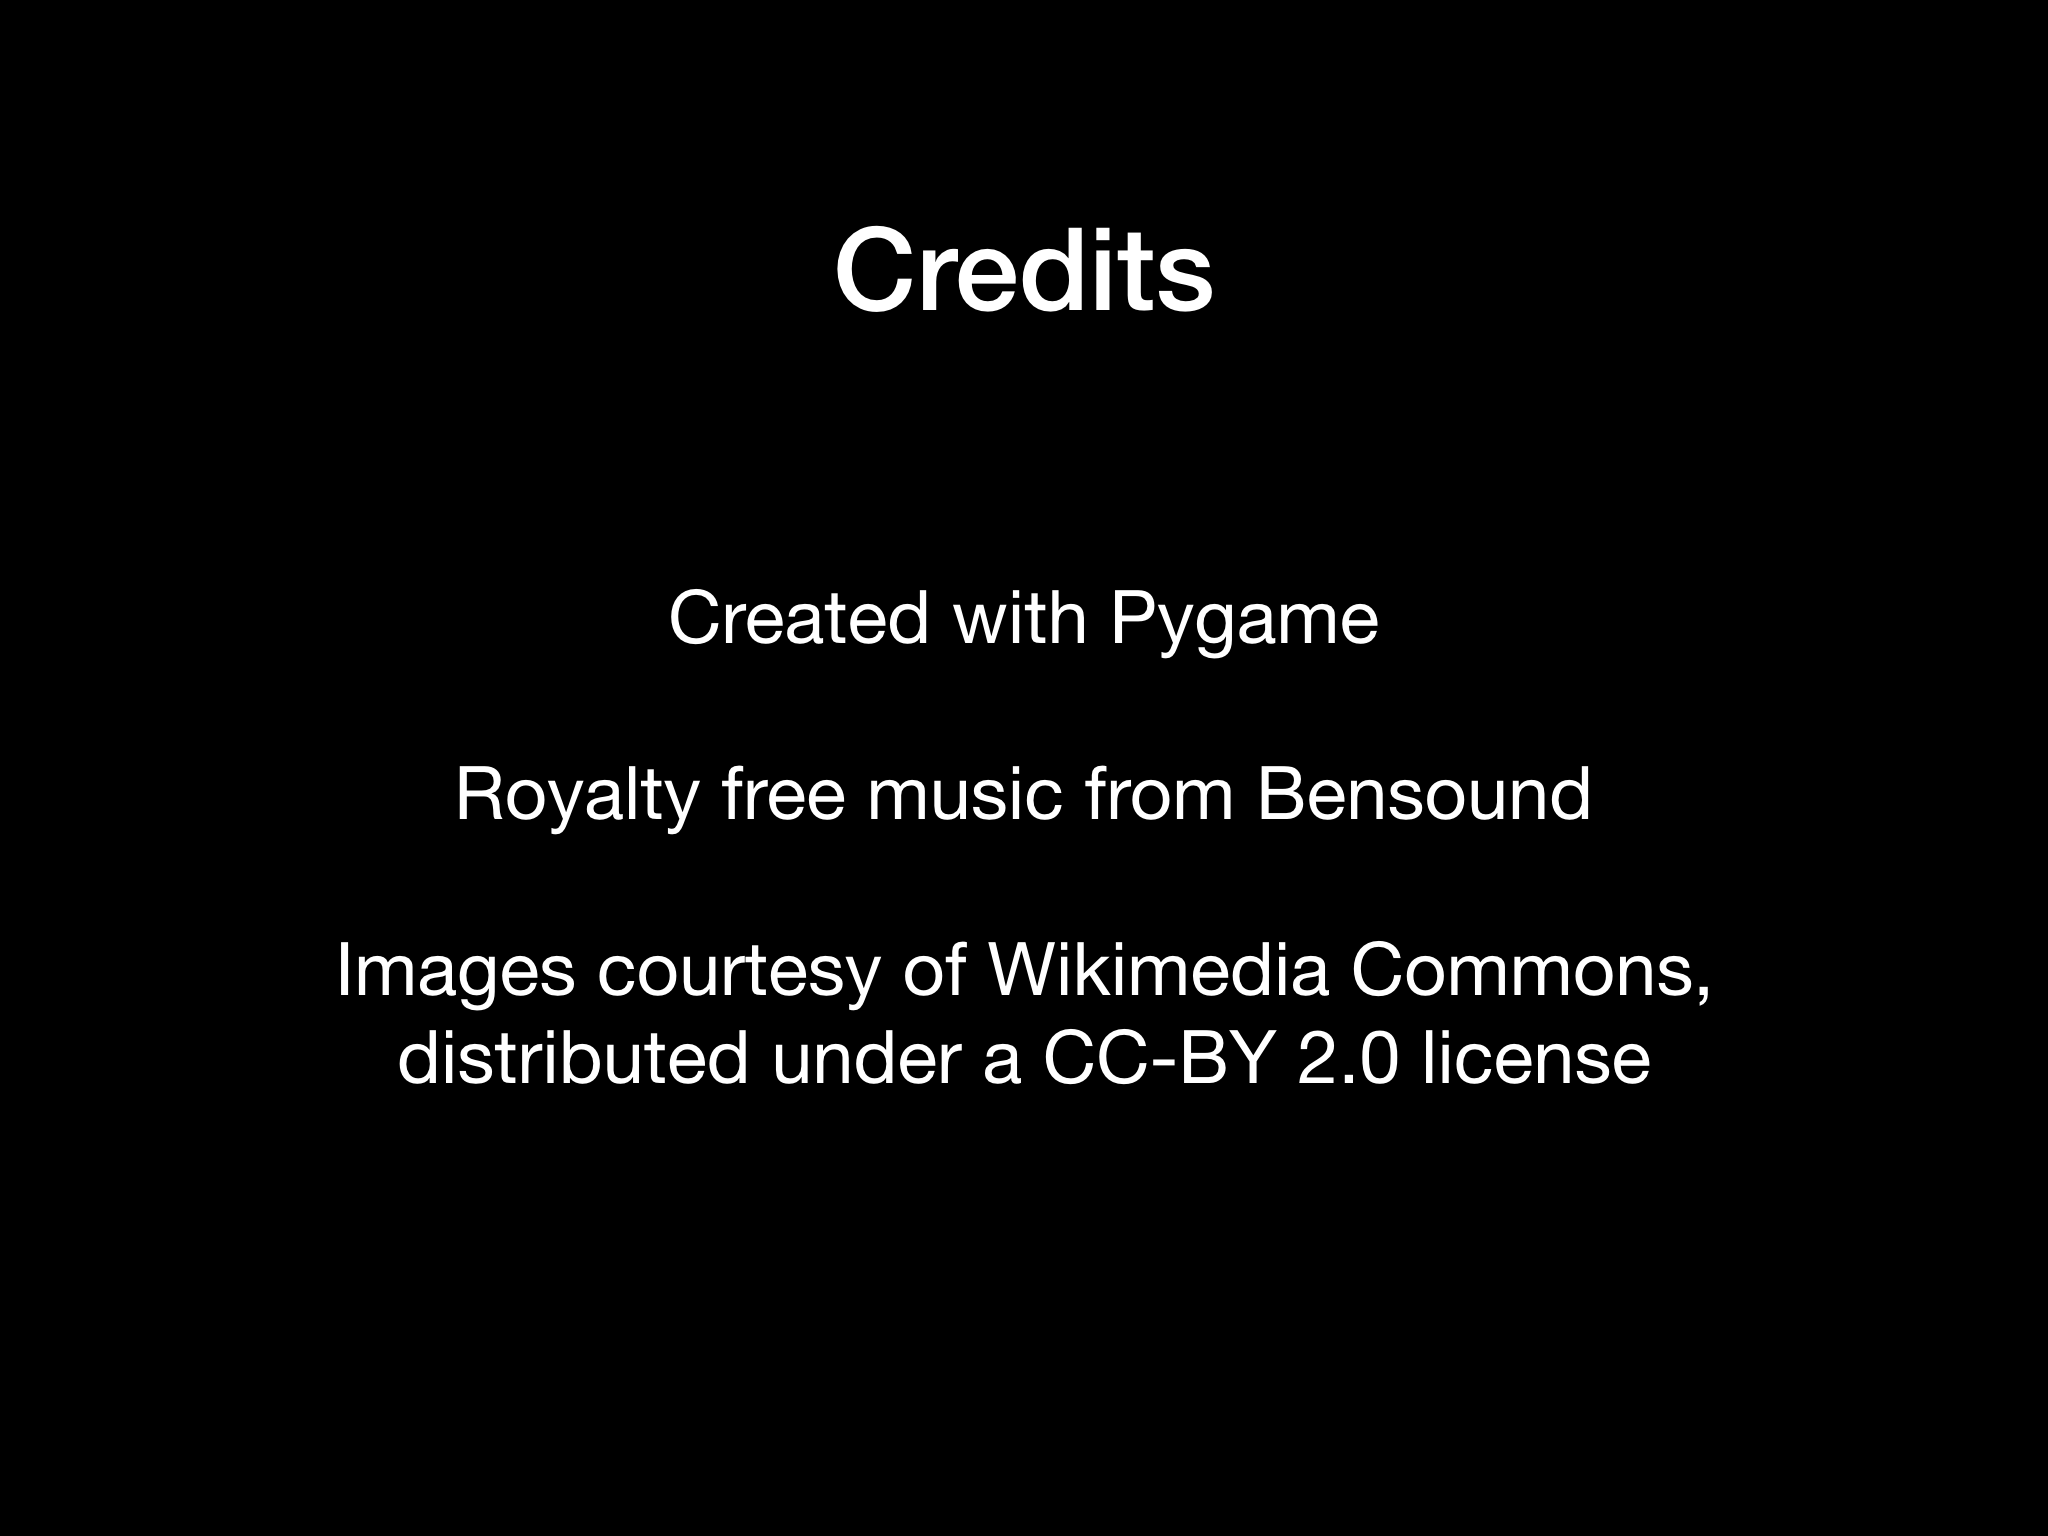 Credits
Created with Pygame
Royalty free music from Bensound
Images courtesy of Wikimedia Commons,
distributed under a CC-BY 2.0 license